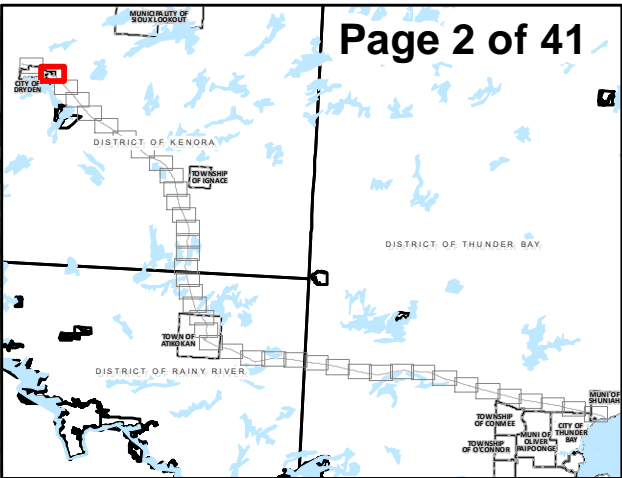 MUNICIPALITY OF
SIOUX LOOKOUT
Page 2 of 41
CITY OF
DRYDEN
DISTRICT OF KENORA
TOWNSHIP
OF IGNACE
DISTRICT OF THUNDER BAY
TOWN OF
ATIKOKAN
DISTRICT OF RAINY RIVER
MUNI OF
SHUNIAH
TOWNSHIP
OF CONMEE
CITY OF
THUNDER
BAY
MUNI OF
OLIVER
PAIPOONGE
TOWNSHIP
OF O'CONNOR